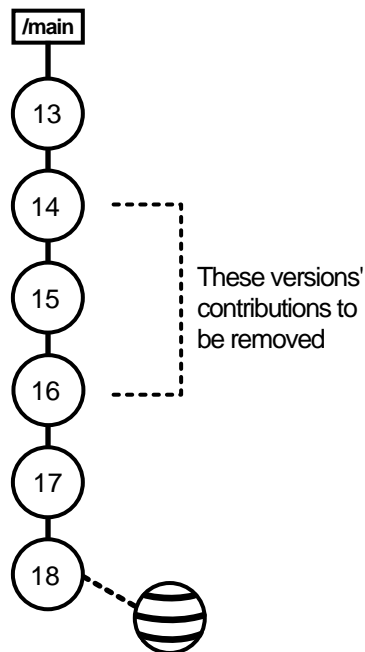 /main
13
14
15
These versions'
contributions to
be removed
16
17
18